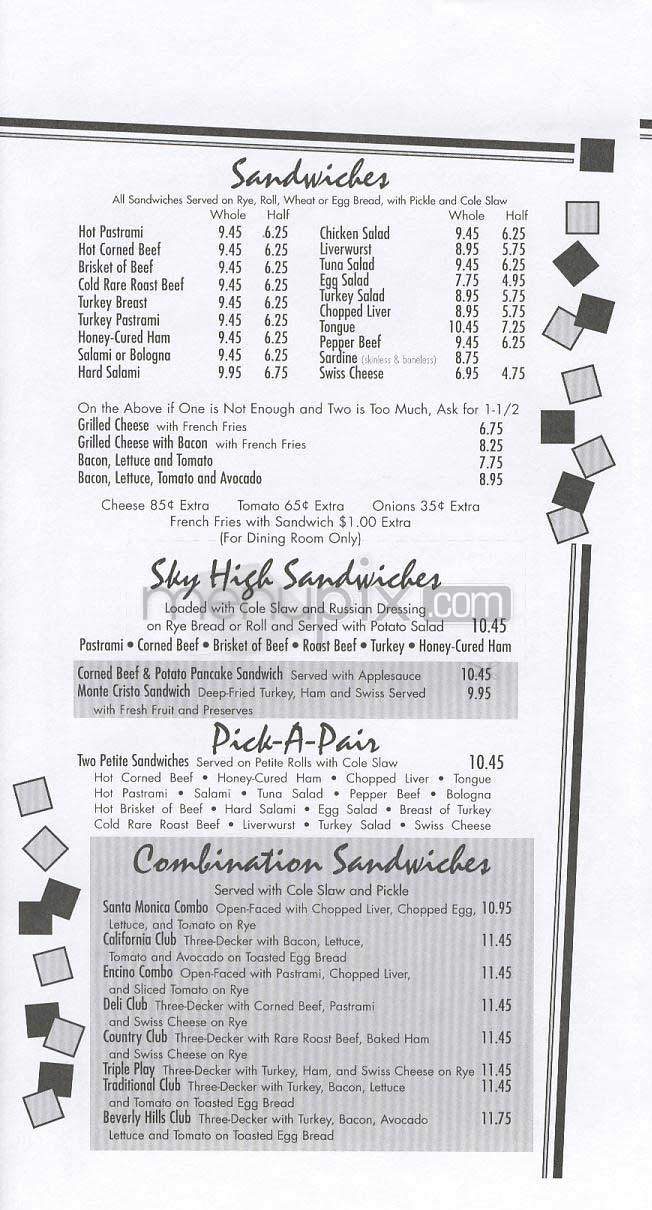 Sandwiches
All Sandwiches Served on Rye, Roll, Wheat or Egg Bread, with Pickle and Cole Slaw
Whole Half
Hot Pastrami 9.45 6.25
Hot Corned Beef 9.45 6.25
Brisket of Beef 9.45 6.25
Cold Rare Roast Beef 9.45 6.25
Turkey Breast 9.45 6.25
Turkey Pastrami 9.45 6.25
Honey-Cured Ham 9.45 6.25
Salami or Bologna 9.45 6.25
Hard Salami 9.95 6.75
Whole Half
Chicken Salad 9.45 6.25
Liverwurst 8.95 5.75
Tuna Salad 9.45 6.25
Egg Salad 7.75 4.95
Turkey Salad 8.95 5.75
Chopped Liver 8.95 5.75
Tongue 10.45 7.25
Pepper Beef 9.45 6.25
Sardine (skinless & boneless) 8.75
Swiss Cheese 6.95 4.75
On the Above if One is Not Enough and Two is Too Much, Ask for 1-1/2
Grilled Cheese with French Fries 6.75
Grilled Cheese with Bacon with French Fries 8.25
Bacon, Lettuce and Tomato 7.75
Bacon, Lettuce, Tomato and Avocado 8.95
Cheese 85¢ Extra Tomato 65¢ Extra Onions 35¢ Extra
French Fries with Sandwich $1.00 Extra
(For Dining Room Only)
Sky High Sandwiches
menupix.com
Loaded with Cole Slaw and Russian Dressing
on Rye Bread or Roll and Served with Potato Salad 10.45
Pastrami • Corned Beef • Brisket of Beef • Roast Beef • Turkey • Honey-Cured Ham
Corned Beef & Potato Pancake Sandwich Served with Applesauce 10.45
Monte Cristo Sandwich Deep-Fried Turkey, Ham and Swiss Served 9.95
with Fresh Fruit and Preserves
Pick-A-Pair
Two Petite Sandwiches Served on Petite Rolls with Cole Slaw 10.45
Hot Corned Beef • Honey-Cured Ham • Chopped Liver • Tongue
Hot Pastrami • Salami • Tuna Salad • Pepper Beef • Bologna
Hot Brisket of Beef • Hard Salami • Egg Salad • Breast of Turkey
Cold Rare Roast Beef • Liverwurst • Turkey Salad • Swiss Cheese
Combination Sandwiches
Served with Cole Slaw and Pickle
Santa Monica Combo Open-Faced with Chopped Liver, Chopped Egg, 10.95
Lettuce, and Tomato on Rye
California Club Three-Decker with Bacon, Lettuce, 11.45
Tomato and Avocado on Toasted Egg Bread
Encino Combo Open-Faced with Pastrami, Chopped Liver, 11.45
and Sliced Tomato on Rye
Deli Club Three-Decker with Corned Beef, Pastrami 11.45
and Swiss Cheese on Rye
Country Club Three-Decker with Rare Roast Beef, Baked Ham 11.45
and Swiss Cheese on Rye
Triple Play Three-Decker with Turkey, Ham, and Swiss Cheese on Rye 11.45
Traditional Club Three-Decker with Turkey, Bacon, Lettuce 11.45
and Tomato on Toasted Egg Bread
Beverly Hills Club Three-Decker with Turkey, Bacon, Avocado 11.75
Lettuce and Tomato on Toasted Egg Bread